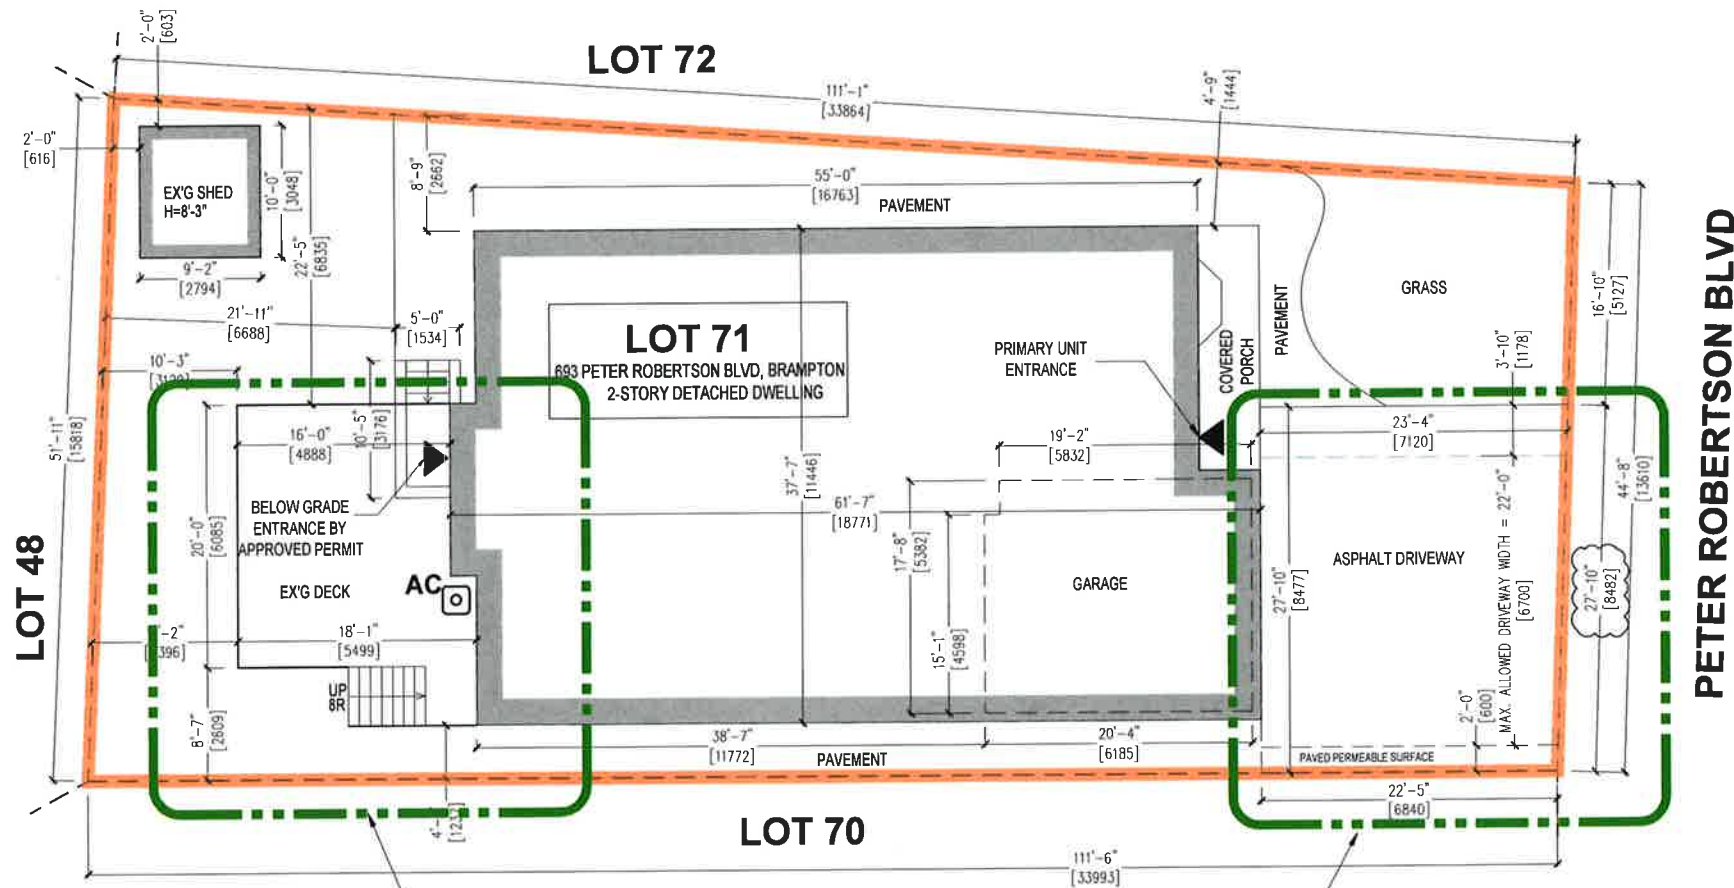 2'-0"
[603]
LOT 72
111'-1"
[33864]
4'-9"
[1444]
2'-0"
[616]
EX'G SHED
H=8'-3"
10'-0"
[3048]
9'-2"
[2794]
22'-5"
[6835]
8'-9"
[2662]
55'-0"
[16763]
PAVEMENT
21'-11"
[6688]
5'-0"
[1534]
10'-3"
LOT 71
693 PETER ROBERTSON BLVD, BRAMPTON
2-STORY DETACHED DWELLING
PRIMARY UNIT
ENTRANCE
COVERED
PORCH
PAVEMENT
GRASS
16'-10"
[5127]
3'-10"
[1178]
PETER ROBERTSON BLVD
51'-11"
[15818]
16'-0"
[4888]
10'-5"
[3176]
37'-7"
[11446]
19'-2"
[5832]
23'-4"
[7120]
44'-8"
[13610]
LOT 48
20'-0"
[6085]
BELOW GRADE
ENTRANCE BY
APPROVED PERMIT
EX'G DECK
AC
61'-7"
[18771]
17'-8"
[5382]
15'-1"
[4598]
GARAGE
27'-10"
[8477]
ASPHALT DRIVEWAY
MAX. ALLOWED DRIVEWAY WIDTH = 22'-0"
[6700]
27'-10"
[8482]
-2"
396]
18'-1"
[5499]
UP
8R
8'-7"
[2609]
38'-7"
[11772]
PAVEMENT
20'-4"
[6185]
2'-0"
[600]
PAVED PERMEABLE SURFACE
22'-5"
[6840]
4'-
[1232
LOT 70
111'-6"
[33993]